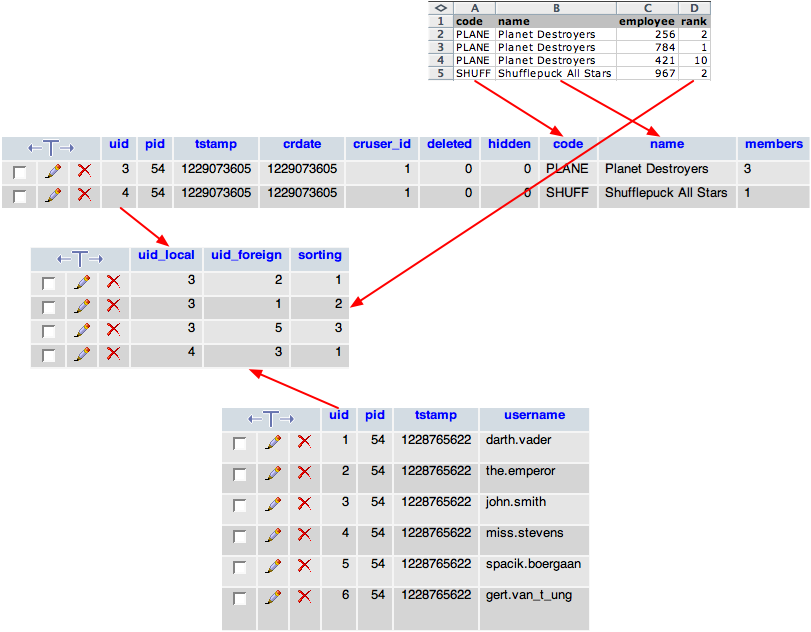 A B C D
1 code name employee rank
2 PLANE Planet Destroyers 256 2
3 PLANE Planet Destroyers 784 1
4 PLANE Planet Destroyers 421 10
5 SHUFF Shufflepuck All Stars 967 2
←T→ uid pid tstamp crdate cruser_id deleted hidden code name members
3 54 1229073605 1229073605 1 0 0 PLANE Planet Destroyers 3
4 54 1229073605 1229073605 1 0 0 SHUFF Shufflepuck All Stars 1
←T→ uid_local uid_foreign sorting
3 2 1
3 1 2
3 5 3
4 3 1
←T→ uid pid tstamp username
1 54 1228765622 darth.vader
2 54 1228765622 the.emperor
3 54 1228765622 john.smith
4 54 1228765622 miss.stevens
5 54 1228765622 spacik.boergaan
6 54 1228765622 gert.van_t_ung